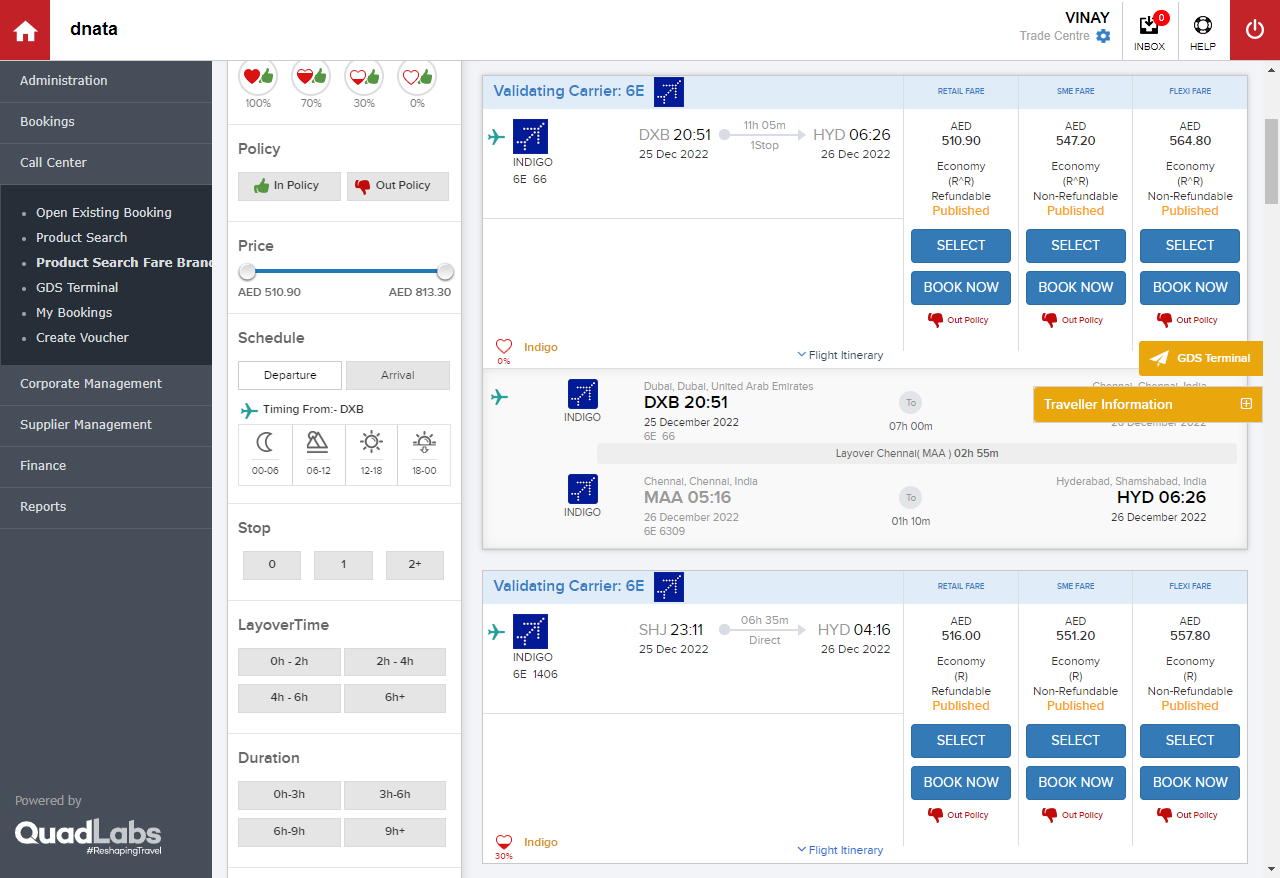 dnata
VINAY
Trade Centre
0
INBOX
HELP
Administration
Bookings
Call Center
Open Existing Booking
Product Search
Product Search Fare Bran
GDS Terminal
My Bookings
Create Voucher
Corporate Management
Supplier Management
Finance
Reports
Powered by
QuadLabs
#ReshapingTravel
100% 70% 30% 0%
Policy
In Policy Out Policy
Price
AED 510.90 AED 813.30
Schedule
Departure Arrival
Timing From:- DXB
00-06 06-12 12-18 18-00
Stop
0 1 2+
LayoverTime
0h - 2h 2h - 4h
4h - 6h 6h+
Duration
0h-3h 3h-6h
6h-9h 9h+
Validating Carrier: 6E RETAIL FARE SME FARE FLEXI FARE
INDIGO
6E 66
DXB 20:51
25 Dec 2022
11h 05m
1Stop
HYD 06:26
26 Dec 2022
AED
510.90
Economy
(R^R)
Refundable
Published
SELECT
BOOK NOW
Out Policy
AED
547.20
Economy
(R^R)
Non-Refundable
Published
SELECT
BOOK NOW
Out Policy
AED
564.80
Economy
(R^R)
Non-Refundable
Published
SELECT
BOOK NOW
Out Policy
0%
Indigo
Flight Itinerary
GDS Terminal
Traveller Information
INDIGO
Dubai, Dubai, United Arab Emirates
DXB 20:51
25 December 2022
6E 66
To
07h 00m
Chennai, Chennai, India
26 December 2022
Layover Chennai( MAA ) 02h 55m
INDIGO
Chennai, Chennai, India
MAA 05:16
26 December 2022
6E 6309
To
01h 10m
Hyderabad, Shamshabad, India
HYD 06:26
26 December 2022
Validating Carrier: 6E RETAIL FARE SME FARE FLEXI FARE
INDIGO
6E 1406
SHJ 23:11
25 Dec 2022
06h 35m
Direct
HYD 04:16
26 Dec 2022
AED
516.00
Economy
(R)
Refundable
Published
SELECT
BOOK NOW
Out Policy
AED
551.20
Economy
(R)
Non-Refundable
Published
SELECT
BOOK NOW
Out Policy
AED
557.80
Economy
(R)
Non-Refundable
Published
SELECT
BOOK NOW
Out Policy
30%
Indigo
Flight Itinerary